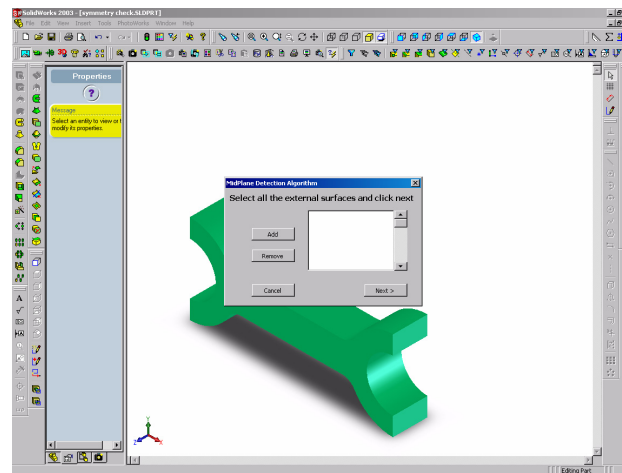 SolidWorks 2003 - [symmetry check.SLDPRT]
File Edit View Insert Tools PhotoWorks Window Help
Properties
?
Message
Select an entity to view or
modify its properties.
MidPlane Detection Algorithm
Select all the external surfaces and click next
Add
Remove
Cancel
Next >
Y
Z X
Editing Part